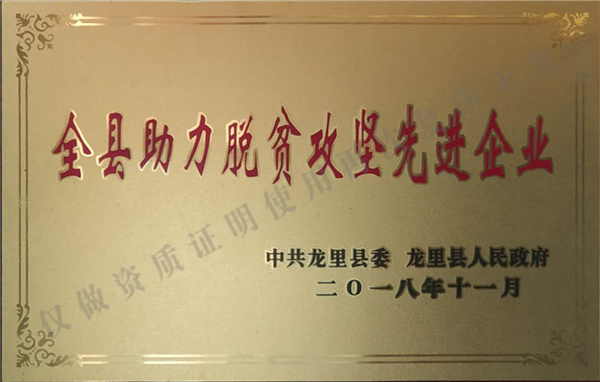 全县助力脱贫攻坚先进企业
中共龙里县委 龙里县人民政府
二〇一八年十一月
仅做资质证明使用